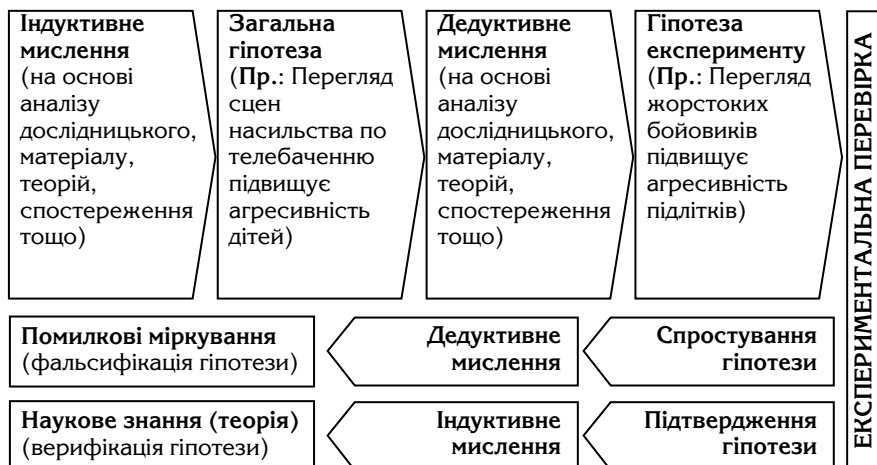 Індуктивне
мислення
(на основі
аналізу
дослідницького,
матеріалу,
теорій,
спостереження
тощо)
Загальна
гіпотеза
(Пр.: Перегляд
сцен
насильства по
телебаченню
підвищує
агресивність
дітей)
Дедуктивне
мислення
(на основі
аналізу
дослідницького,
матеріалу,
теорій,
спостереження
тощо)
Гіпотеза
експерименту
(Пр.: Перегляд
жорстоких
бойовиків
підвищує
агресивність
підлітків)
ЕКСПЕРИМЕНТАЛЬНА ПЕРЕВІРКА
Помилкові міркування
(фальсифікація гіпотези)
Дедуктивне
мислення
Спростування
гіпотези
Наукове знання (теорія)
(верифікація гіпотези)
Індуктивне
мислення
Підтвердження
гіпотези